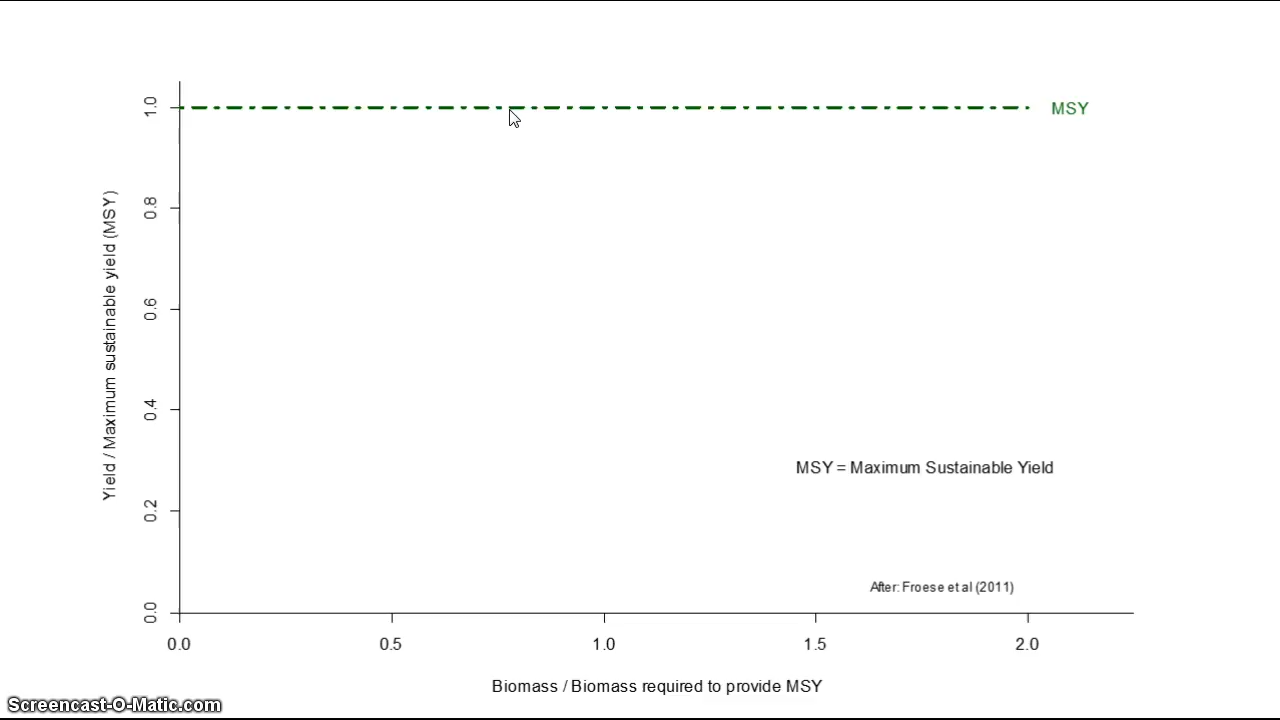 1.0
MSY
0.8
0.6
0.4
0.2
0.0
Yield / Maximum sustainable yield (MSY)
MSY = Maximum Sustainable Yield
After: Froese et al (2011)
0.0 0.5 1.0 1.5 2.0
Biomass / Biomass required to provide MSY
Screencast-O-Matic.com